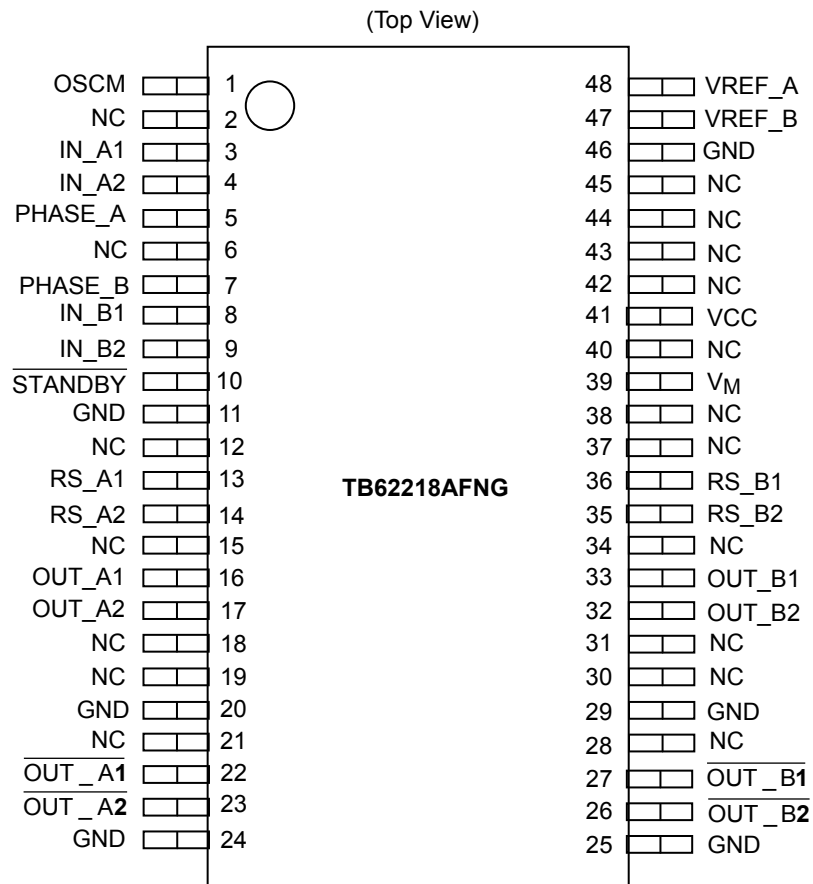 (Top View)
OSCM 1 48 VREF_A
NC 2 47 VREF_B
IN_A1 3 46 GND
IN_A2 4 45 NC
PHASE_A 5 44 NC
NC 6 43 NC
PHASE_B 7 42 NC
IN_B1 8 41 VCC
IN_B2 9 40 NC
STANDBY 10 39 VM
GND 11 38 NC
NC 12 37 NC
RS_A1 13 36 RS_B1
TB62218AFNG
RS_A2 14 35 RS_B2
NC 15 34 NC
OUT_A1 16 33 OUT_B1
OUT_A2 17 32 OUT_B2
NC 18 31 NC
NC 19 30 NC
GND 20 29 GND
NC 21 28 NC
OUT_A1 22 27 OUT_B1
OUT_A2 23 26 OUT_B2
GND 24 25 GND